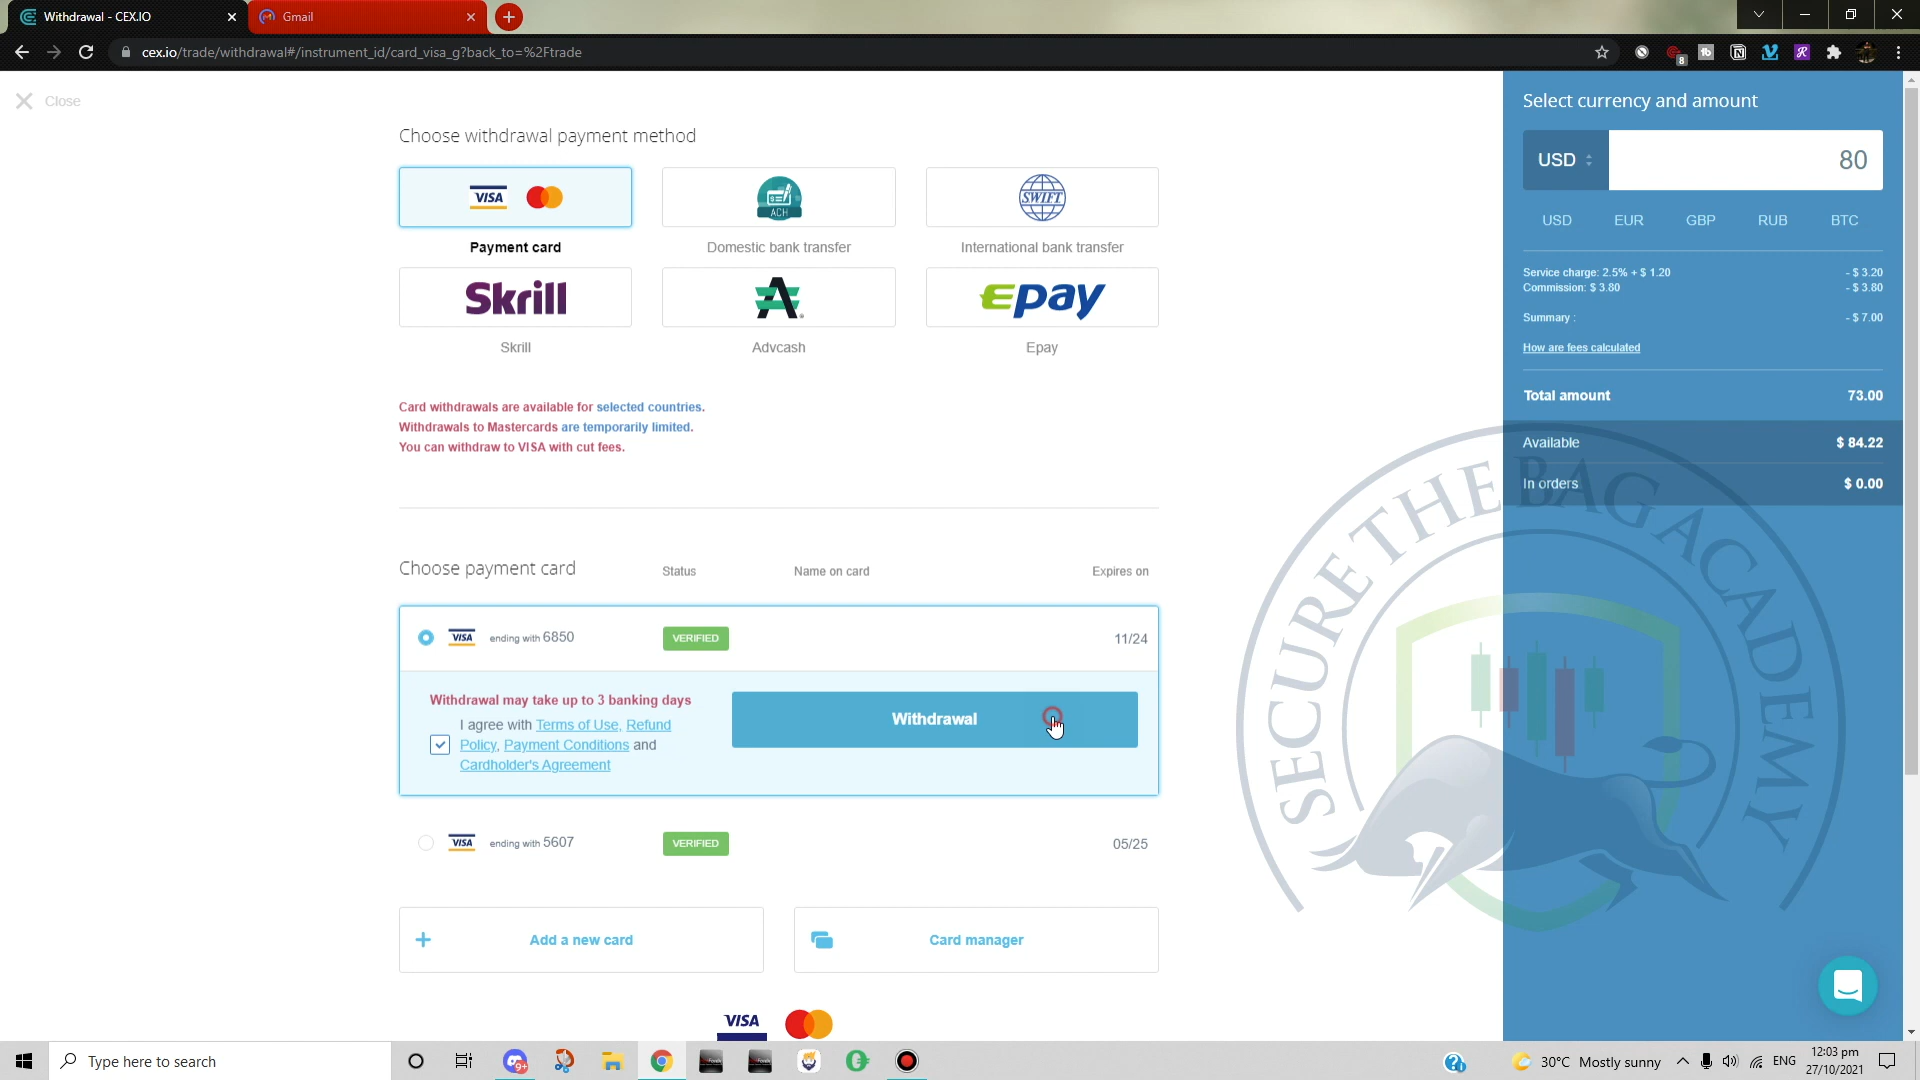 Withdrawal - CEX.IO
Gmail
cex.io/trade/withdrawal#/instrument_id/card_visa_g?back_to=%2Ftrade
8
tb
Close
Choose withdrawal payment method
VISA
ACH
SWIFT
Payment card
Domestic bank transfer
International bank transfer
Skrill
epay
Skrill
Advcash
Epay
Card withdrawals are available for selected countries.
Withdrawals to Mastercards are temporarily limited.
You can withdraw to VISA with cut fees.
Choose payment card
Status
Name on card
Expires on
VISA ending with 6850
VERIFIED
11/24
Withdrawal may take up to 3 banking days
I agree with Terms of Use, Refund
Policy, Payment Conditions and
Cardholder's Agreement
Withdrawal
VISA ending with 5607
VERIFIED
05/25
Add a new card
Card manager
VISA
Select currency and amount
USD
80
USD EUR GBP RUB BTC
Service charge: 2.5% + $ 1.20
- $ 3.20
Commission: $ 3.80
- $ 3.80
Summary :
- $ 7.00
How are fees calculated
Total amount
73.00
Available
$ 84.22
In orders
$ 0.00
SECURE THE BAG ACADEMY
Type here to search
9+
30°C Mostly sunny
ENG
12:03 pm
27/10/2021